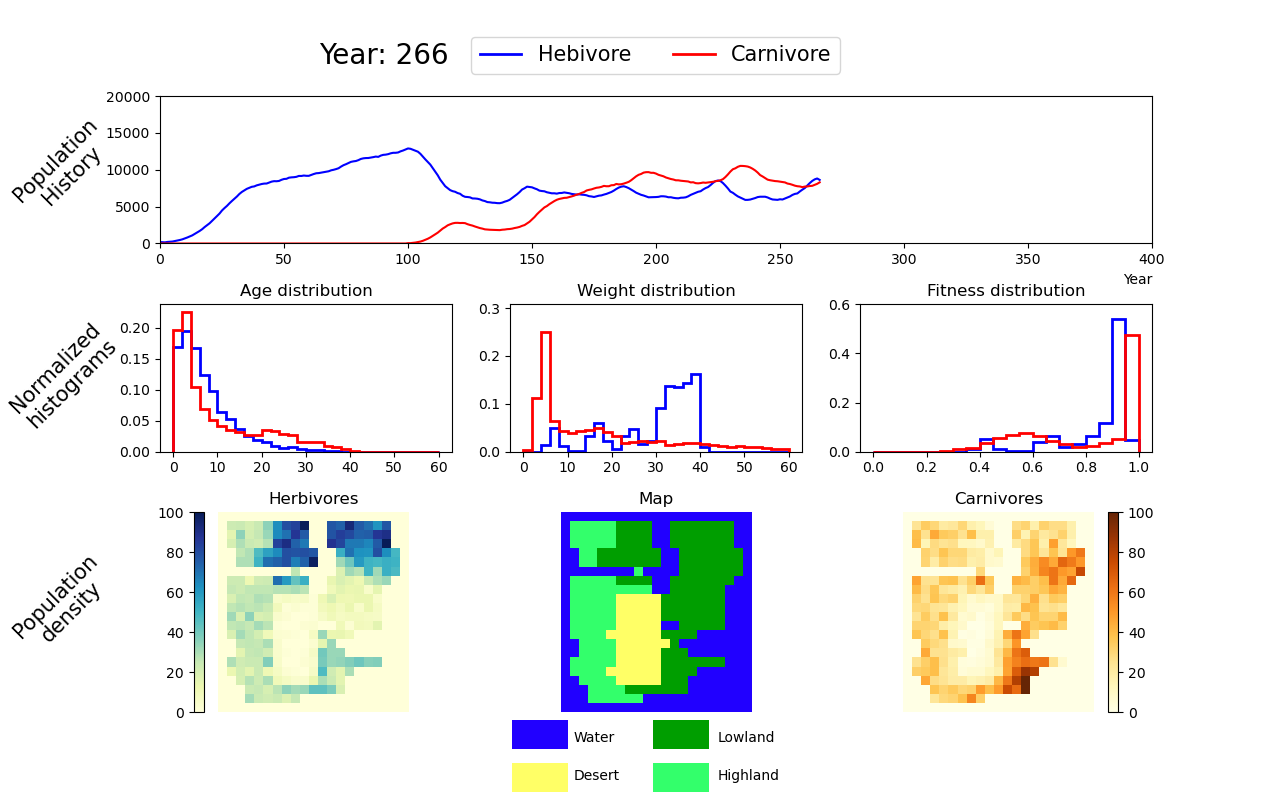 Year: 266
Hebivore
Carnivore
Population
History
20000
15000
10000
5000
0
0 50 100 150 200 250 300 350 400
Year
Normalized
histograms
Age distribution
0.20
0.15
0.10
0.05
0.00
0 10 20 30 40 50 60
Weight distribution
0.3
0.2
0.1
0.0
0 10 20 30 40 50 60
Fitness distribution
0.6
0.4
0.2
0.0
0.0 0.2 0.4 0.6 0.8 1.0
Population
density
Herbivores
100
80
60
40
20
0
Map
Carnivores
100
80
60
40
20
0
Water
Lowland
Desert
Highland